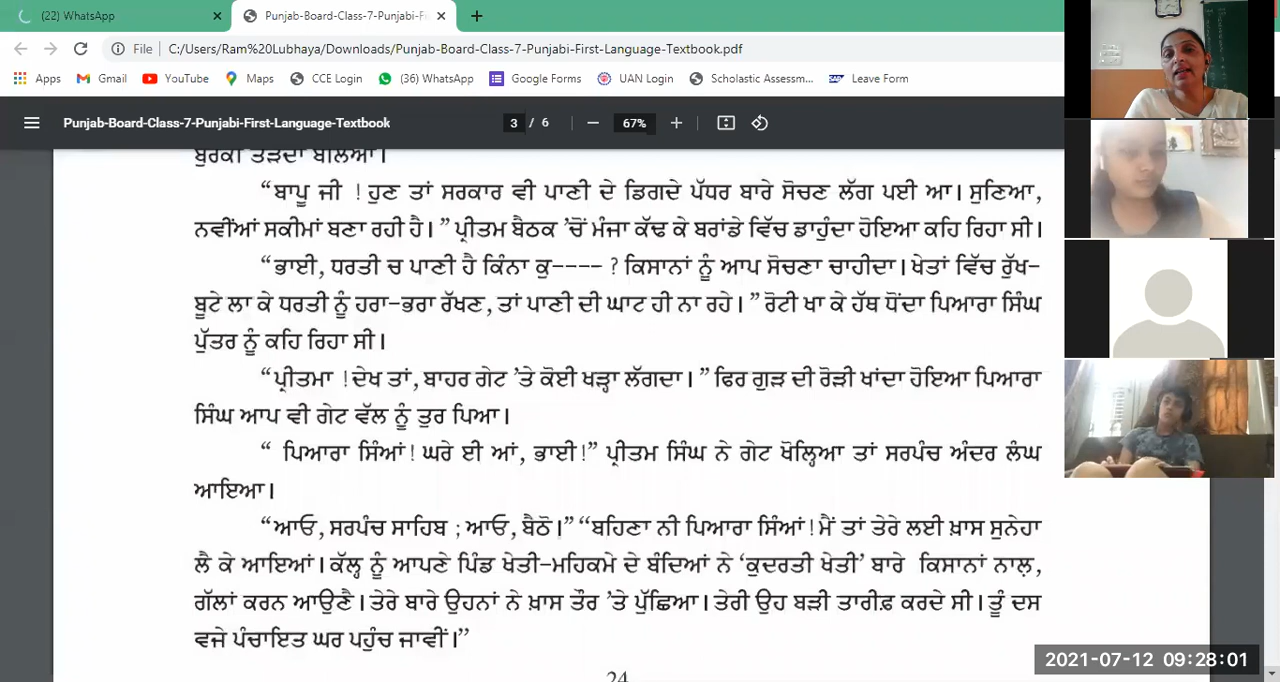 (22) WhatsApp
Punjab-Board-Class-7-Punjabi-Fi
File C:/Users/Ram%20Lubhaya/Downloads/Punjab-Board-Class-7-Punjabi-First-Language-Textbook.pdf
Apps Gmail YouTube Maps CCE Login (36) WhatsApp Google Forms UAN Login Scholastic Assessm... Leave Form
Punjab-Board-Class-7-Punjabi-First-Language-Textbook 3 / 6 67%
ਬੁਰਕੀ ਤੋੜਦਾ ਬੋਲਿਆ।
“ਬਾਪੂ ਜੀ ! ਹੁਣ ਤਾਂ ਸਰਕਾਰ ਵੀ ਪਾਣੀ ਦੇ ਡਿਗਦੇ ਪੱਧਰ ਬਾਰੇ ਸੋਚਣ ਲੱਗ ਪਈ ਆ। ਸੁਣਿਆ,
ਨਵੀਂਆਂ ਸਕੀਮਾਂ ਬਣਾ ਰਹੀ ਹੈ।” ਪ੍ਰੀਤਮ ਬੈਠਕ ’ਚੋਂ ਮੰਜਾ ਕੱਢ ਕੇ ਬਰਾਂਡੇ ਵਿੱਚ ਡਾਹੁੰਦਾ ਹੋਇਆ ਕਹਿ ਰਿਹਾ ਸੀ।
“ਭਾਈ, ਧਰਤੀ ਚ ਪਾਣੀ ਹੈ ਕਿੰਨਾ ਕੁ---- ? ਕਿਸਾਨਾਂ ਨੂੰ ਆਪ ਸੋਚਣਾ ਚਾਹੀਦਾ। ਖੇਤਾਂ ਵਿੱਚ ਰੁੱਖ-
ਬੂਟੇ ਲਾ ਕੇ ਧਰਤੀ ਨੂੰ ਹਰਾ-ਭਰਾ ਰੱਖਣ, ਤਾਂ ਪਾਣੀ ਦੀ ਘਾਟ ਹੀ ਨਾ ਰਹੇ।” ਰੋਟੀ ਖਾ ਕੇ ਹੱਥ ਧੋਂਦਾ ਪਿਆਰਾ ਸਿੰਘ
ਪੁੱਤਰ ਨੂੰ ਕਹਿ ਰਿਹਾ ਸੀ।
“ਪ੍ਰੀਤਮਾ ! ਦੇਖ ਤਾਂ, ਬਾਹਰ ਗੇਟ ’ਤੇ ਕੋਈ ਖੜ੍ਹਾ ਲੱਗਦਾ।” ਫਿਰ ਗੁੜ ਦੀ ਰੋੜੀ ਖਾਂਦਾ ਹੋਇਆ ਪਿਆਰਾ
ਸਿੰਘ ਆਪ ਵੀ ਗੇਟ ਵੱਲ ਨੂੰ ਤੁਰ ਪਿਆ।
“ ਪਿਆਰਾ ਸਿੰਆਂ! ਘਰੇ ਈ ਆਂ, ਭਾਈ!” ਪ੍ਰੀਤਮ ਸਿੰਘ ਨੇ ਗੇਟ ਖੋਲ੍ਹਿਆ ਤਾਂ ਸਰਪੰਚ ਅੰਦਰ ਲੰਘ
ਆਇਆ।
“ਆਓ, ਸਰਪੰਚ ਸਾਹਿਬ ; ਆਓ, ਬੈਠੋ।” “ਬਹਿਣਾ ਨੀ ਪਿਆਰਾ ਸਿੰਆਂ! ਮੈਂ ਤਾਂ ਤੇਰੇ ਲਈ ਖ਼ਾਸ ਸੁਨੇਹਾ
ਲੈ ਕੇ ਆਇਆਂ। ਕੱਲ੍ਹ ਨੂੰ ਆਪਣੇ ਪਿੰਡ ਖੇਤੀ-ਮਹਿਕਮੇ ਦੇ ਬੰਦਿਆਂ ਨੇ ‘ਕੁਦਰਤੀ ਖੇਤੀ’ ਬਾਰੇ ਕਿਸਾਨਾਂ ਨਾਲ਼,
ਗੱਲਾਂ ਕਰਨ ਆਉਣੈ। ਤੇਰੇ ਬਾਰੇ ਉਹਨਾਂ ਨੇ ਖ਼ਾਸ ਤੌਰ ’ਤੇ ਪੁੱਛਿਆ। ਤੇਰੀ ਉਹ ਬੜੀ ਤਾਰੀਫ਼ ਕਰਦੇ ਸੀ। ਤੂੰ ਦਸ
ਵਜੇ ਪੰਚਾਇਤ ਘਰ ਪਹੁੰਚ ਜਾਵੀਂ।”
24
2021-07-12 09:28:01